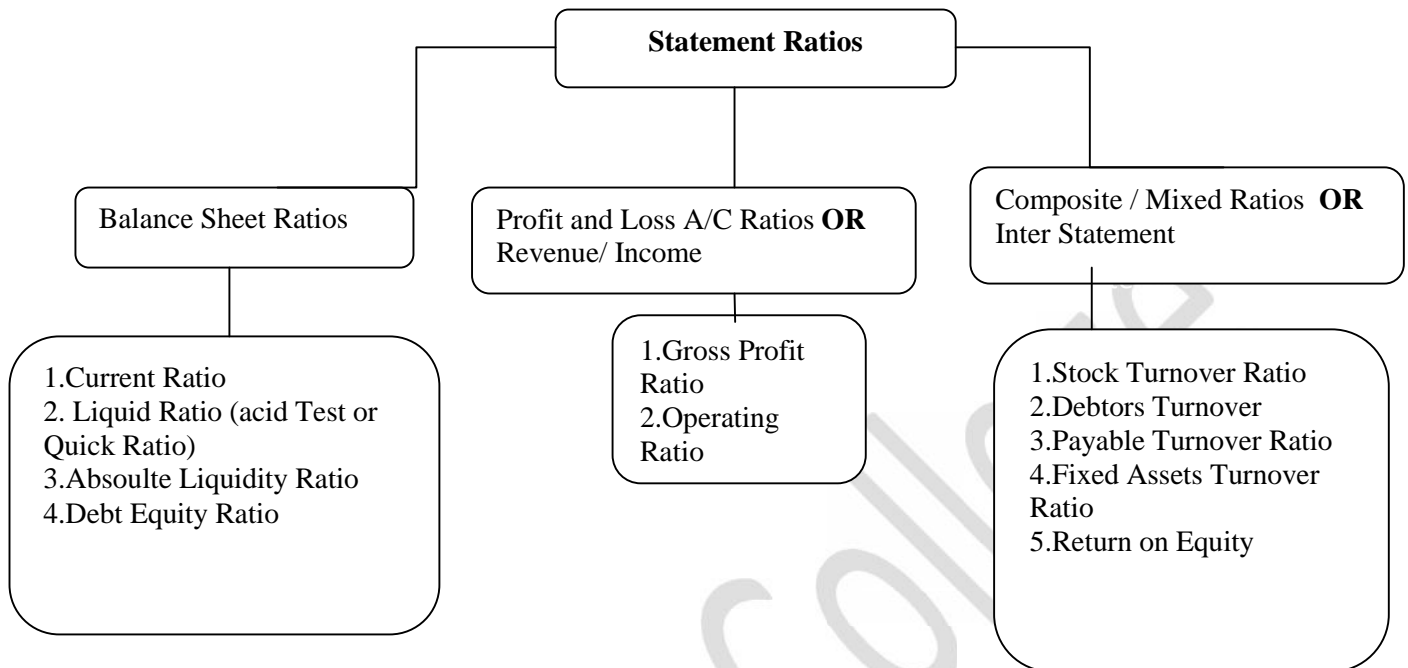 Statement Ratios
Balance Sheet Ratios
Profit and Loss A/C Ratios OR
Revenue/ Income
Composite / Mixed Ratios OR
Inter Statement
1.Current Ratio
2. Liquid Ratio (acid Test or
Quick Ratio)
3.Absoulte Liquidity Ratio
4.Debt Equity Ratio
1.Gross Profit
Ratio
2.Operating
Ratio
1.Stock Turnover Ratio
2.Debtors Turnover
3.Payable Turnover Ratio
4.Fixed Assets Turnover
Ratio
5.Return on Equity